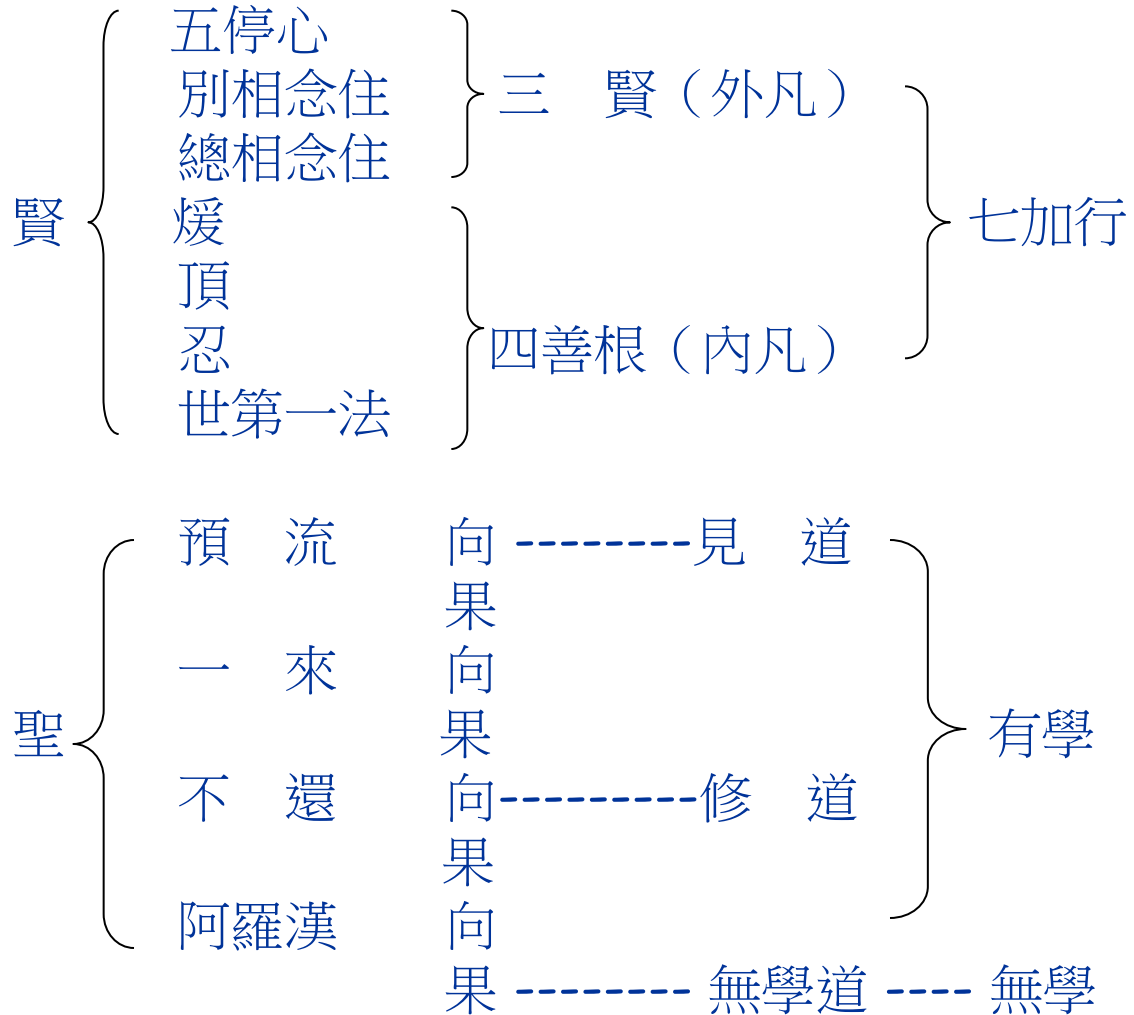 五停心
別相念住 三 賢（外凡）
總相念住
賢 煖 七加行
頂
忍 四善根（內凡）
世第一法
預 流 向 見 道
果
一 來 向
聖 果 有學
不 還 向 修 道
果
阿羅漢 向
果 無學道 無學